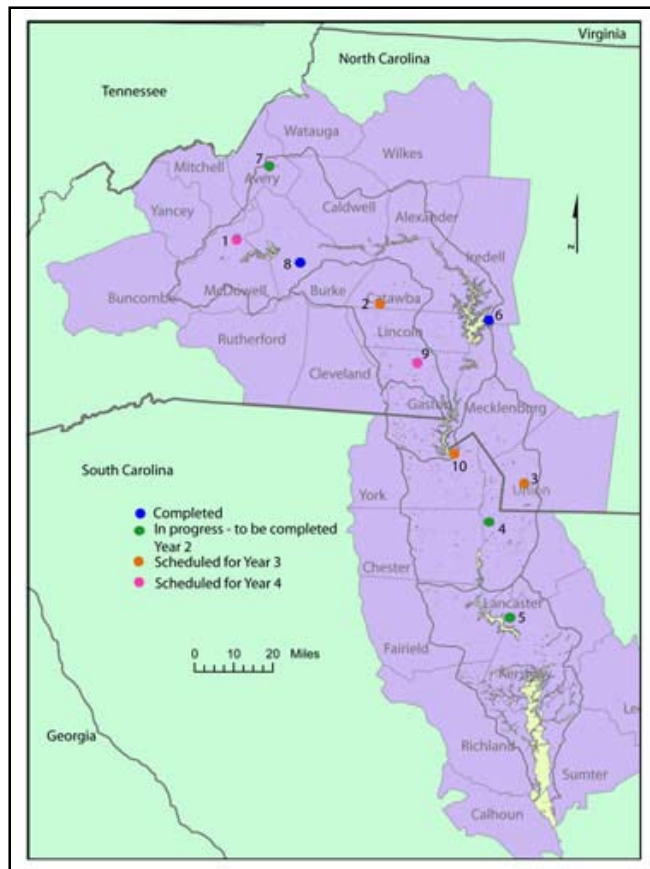 Virginia
North Carolina
Tennessee
Watauga
Wilkes
7
Mitchell
Avery
Yancey
Caldwell
Alexander
1
Iredell
z
8
Buncombe
McDowell
Burke
Catawba
2
6
Rutherford
Lincoln
Cleveland
9
Gaston
Mecklenburg
10
South Carolina
3
Union
York
4
Completed
In progress - to be completed
Year 2
Scheduled for Year 3
Scheduled for Year 4
Chester
Lancaster
5
Fairield
0 5 10 20 Miles
Kershaw
Lee
Georgia
Richland
Sumter
Calhoun